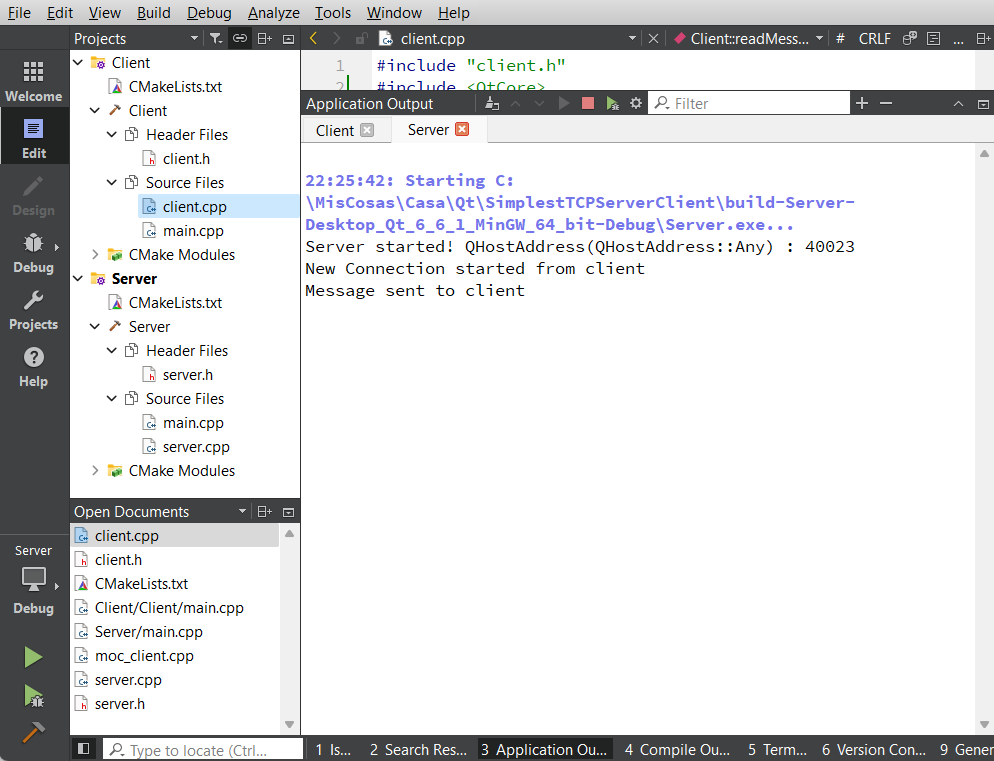 File Edit View Build Debug Analyze Tools Window Help
Projects
client.cpp
Client::readMess...
#
CRLF
...
Welcome
Edit
Design
Debug
Projects
Help
Client
CMakeLists.txt
Client
Header Files
client.h
Source Files
client.cpp
main.cpp
CMake Modules
Server
CMakeLists.txt
Server
Header Files
server.h
Source Files
main.cpp
server.cpp
CMake Modules
1 #include "client.h"
2 #include <QtCore>
Application Output
Filter
Client
Server
22:25:42: Starting C:
\MisCosas\Casa\Qt\SimplestTCPServerClient\build-Server-
Desktop_Qt_6_6_1_MinGW_64_bit-Debug\Server.exe...
Server started! QHostAddress(QHostAddress::Any) : 40023
New Connection started from client
Message sent to client
Open Documents
client.cpp
client.h
CMakeLists.txt
Client/Client/main.cpp
Server/main.cpp
moc_client.cpp
server.cpp
server.h
Server
Debug
Type to locate (Ctrl...
1 Is...
2 Search Res...
3 Application Ou...
4 Compile Ou...
5 Term...
6 Version Con...
9 Gener